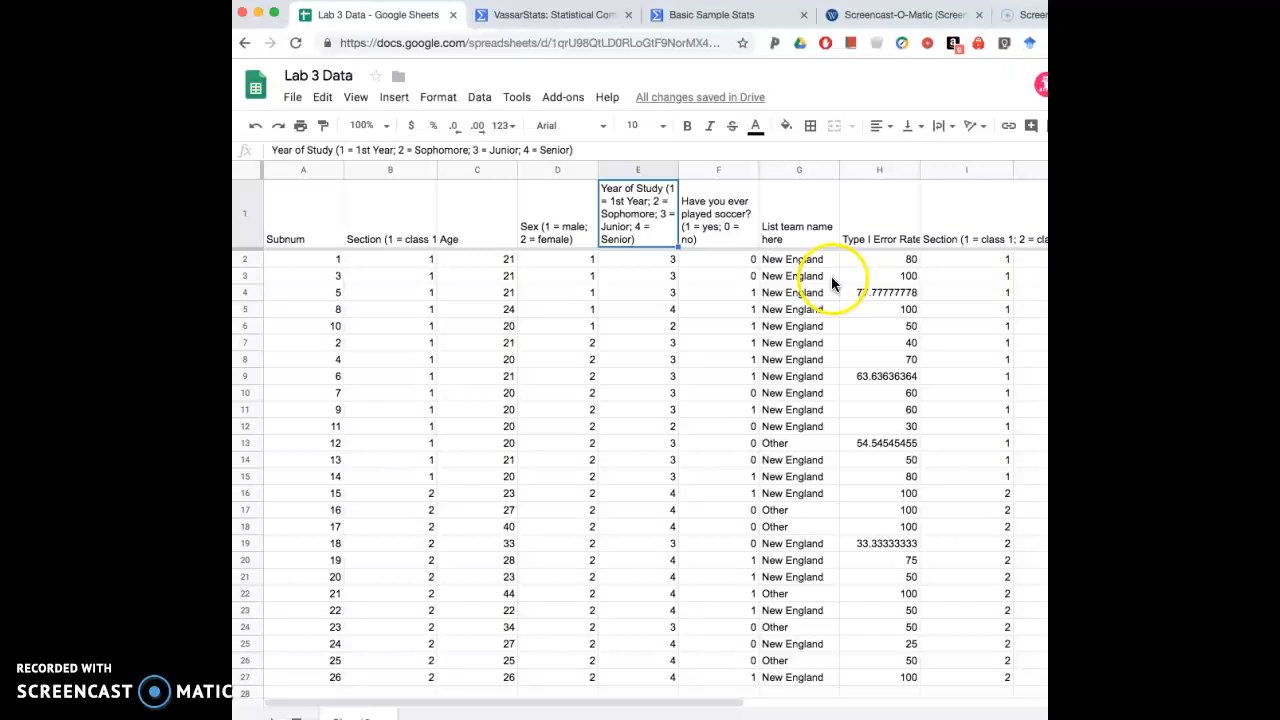 Lab 3 Data - Google Sheets
VassarStats: Statistical Com
Basic Sample Stats
Screencast-O-Matic (Scree
Screen
https://docs.google.com/spreadsheets/d/1qrU98QtLD0RLoGtF9NorMX4...
Lab 3 Data
File Edit View Insert Format Data Tools Add-ons Help All changes saved in Drive
100% $ % .0 .00 123 Arial 10 B I S A
fx Year of Study (1 = 1st Year; 2 = Sophomore; 3 = Junior; 4 = Senior)
A B C D E F G H I
1 Subnum Section (1 = class 1 Age Sex (1 = male; 2 = female) Year of Study (1 = 1st Year; 2 = Sophomore; 3 = Junior; 4 = Senior) Have you ever played soccer? (1 = yes; 0 = no) List team name here Type I Error Rate Section (1 = class 1; 2 = cla
2 1 1 21 1 3 0 New England 80 1
3 3 1 21 1 3 0 New England 100 1
4 5 1 21 1 3 1 New England 77.77777778 1
5 8 1 24 1 4 1 New England 100 1
6 10 1 20 1 2 1 New England 50 1
7 2 1 21 2 3 1 New England 40 1
8 4 1 20 2 3 1 New England 70 1
9 6 1 21 2 3 1 New England 63.63636364 1
10 7 1 20 2 3 0 New England 60 1
11 9 1 20 2 3 1 New England 60 1
12 11 1 20 2 2 0 New England 30 1
13 12 1 20 2 3 0 Other 54.54545455 1
14 13 1 21 2 3 0 New England 50 1
15 14 1 20 2 3 1 New England 80 1
16 15 2 23 2 4 1 New England 100 2
17 16 2 27 2 4 0 Other 100 2
18 17 2 40 2 4 0 Other 100 2
19 18 2 33 2 3 0 New England 33.33333333 2
20 19 2 28 2 4 1 New England 75 2
21 20 2 23 2 4 1 New England 50 2
22 21 2 44 2 4 1 Other 100 2
23 22 2 22 2 4 1 New England 50 2
24 23 2 34 2 3 0 Other 50 2
25 24 2 27 2 4 0 New England 25 2
26 25 2 25 2 4 0 Other 50 2
27 26 2 26 2 4 1 New England 100 2
28
RECORDED WITH
SCREENCAST MATIC